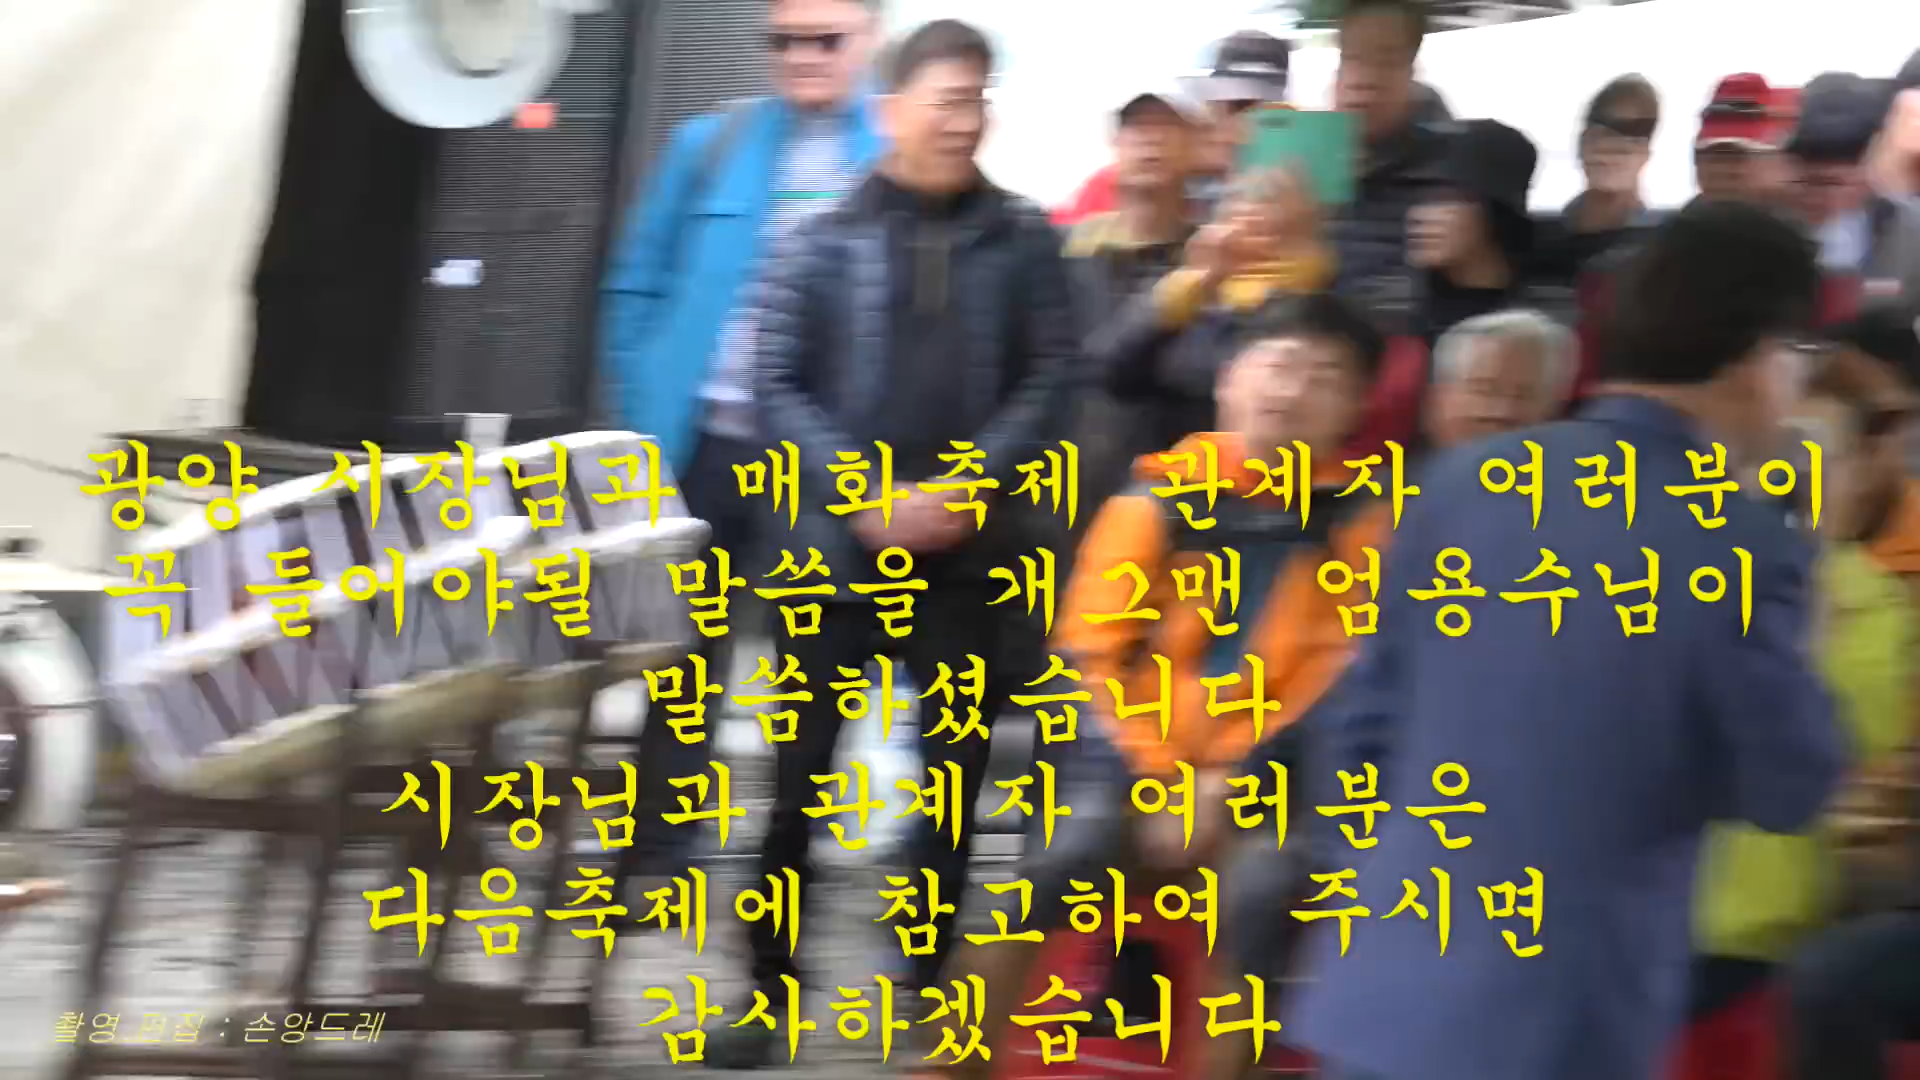 광양 시장님과 매화축제 관계자 여러분이
꼭 들어야될 말씀을 개그맨 엄용수님이
말씀하셨습니다
시장님과 관계자 여러분은
다음축제에 참고하여 주시면
감사하겠습니다
촬영.편집 : 손앙드레